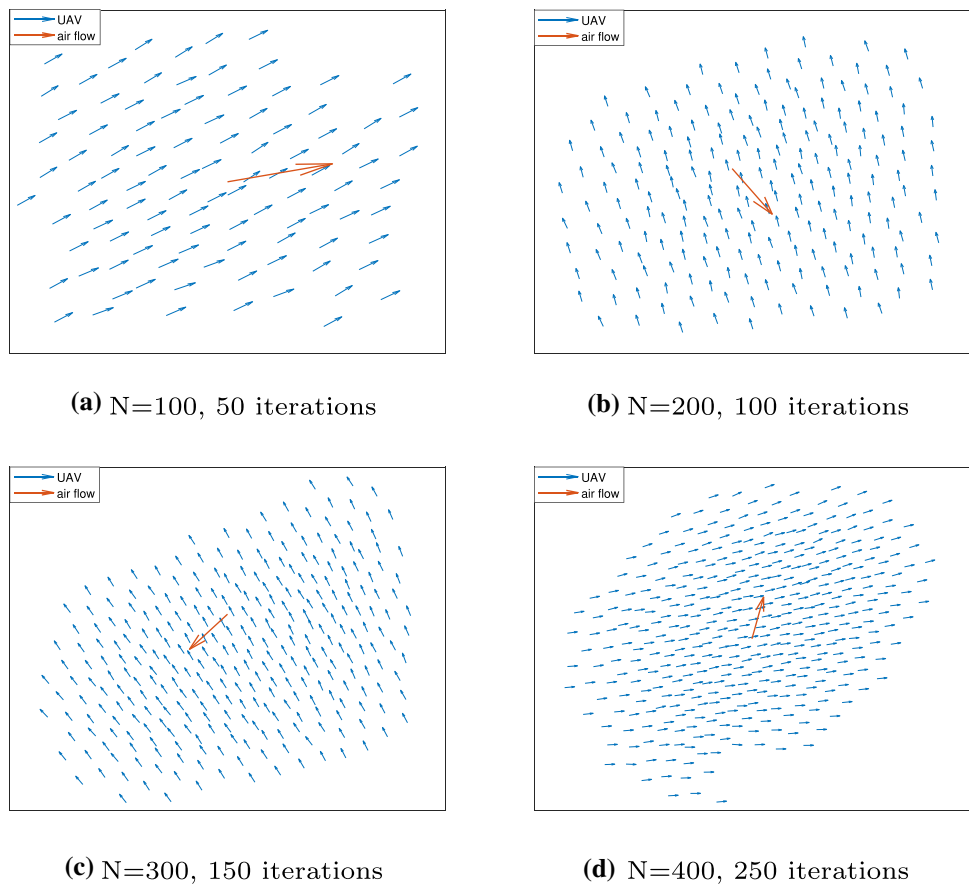 UAV
air flow
UAV
air flow
(a) N=100, 50 iterations
(b) N=200, 100 iterations
UAV
air flow
UAV
air flow
(c) N=300, 150 iterations
(d) N=400, 250 iterations